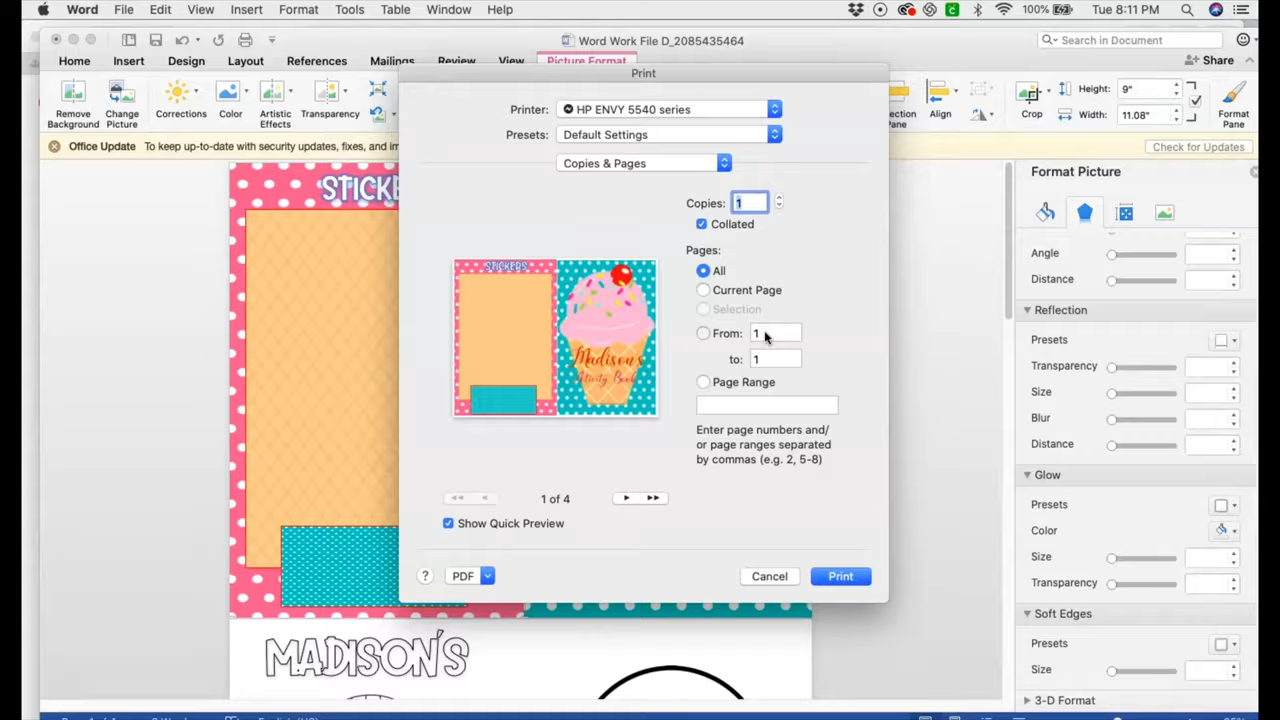 Word File Edit View Insert Format Tools Table Window Help 100% Tue 8:11 PM
Word Work File D_2085435464
Search in Document
Home Insert Design Layout References Mailings Review View Picture Format
Share
Remove Background
Change Picture
Corrections
Color
Artistic Effects
Transparency
Align
Crop
Height: 9"
Width: 11.08"
Format Pane
Office Update To keep up-to-date with security updates, fixes, and
Check for Updates
Print
Printer: HP ENVY 5540 series
Presets: Default Settings
Copies & Pages
Copies: 1
Collated
Pages:
All
Current Page
Selection
From: 1
to: 1
Page Range
Enter page numbers and/
or page ranges separated
by commas (e.g. 2, 5-8)
STICKERS
Madison's
Activity Book
1 of 4
Show Quick Preview
? PDF Cancel Print
MADISON'S
Format Picture
Angle
Distance
Reflection
Presets
Transparency
Size
Blur
Distance
Glow
Presets
Color
Size
Transparency
Soft Edges
Presets
Size
3-D Format